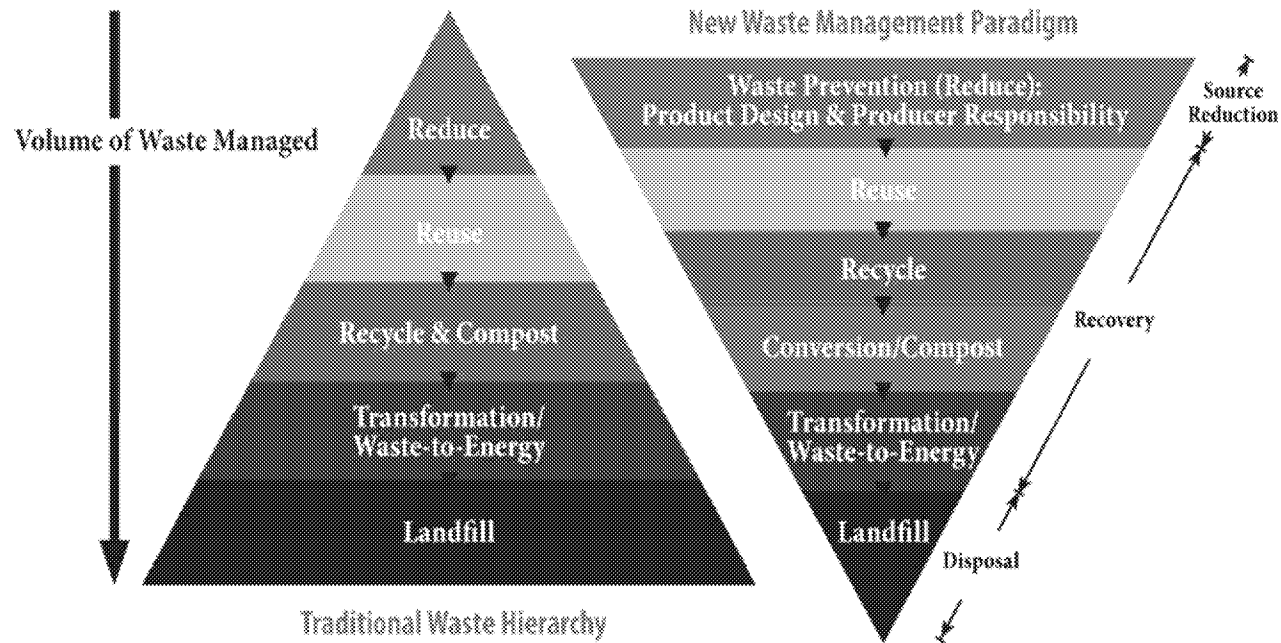 New Waste Management Paradigm
Volume of Waste Managed
Reduce
Reuse
Recycle & Compost
Transformation/
Waste-to-Energy
Landfill
Traditional Waste Hierarchy
Waste Prevention (Reduce):
Product Design & Producer Responsibility
Reuse
Recycle
Conversion/Compost
Transformation/
Waste-to-Energy
Landfill
Source
Reduction
Recovery
Disposal